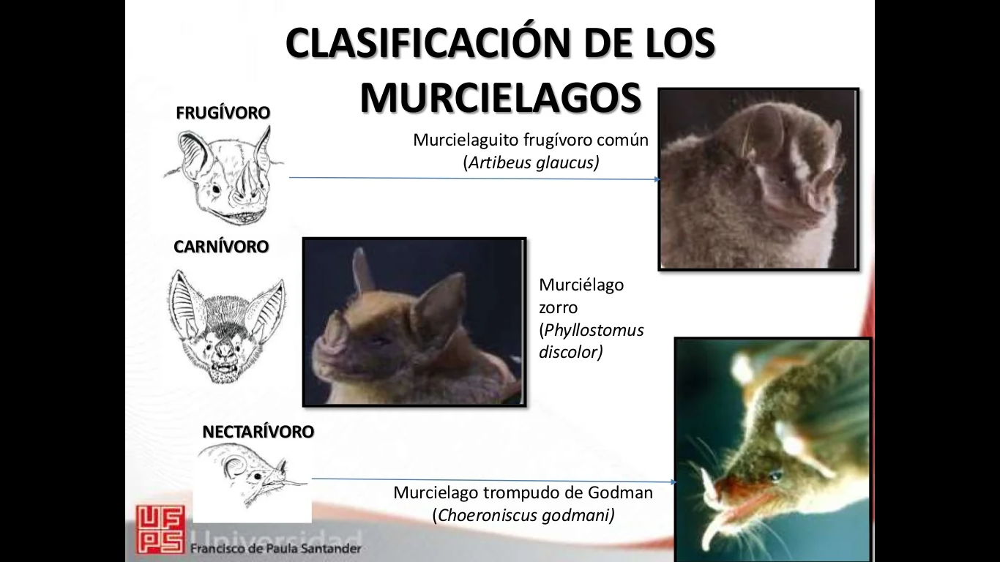 CLASIFICACIÓN DE LOS
MURCIELAGOS
FRUGÍVORO
Murcielaguito frugívoro común
(Artibeus glaucus)
CARNÍVORO
Murciélago
zorro
(Phyllostomus
discolor)
NECTARÍVORO
Murcielago trompudo de Godman
(Choeroniscus godmani)
UFPS
Universidad
Francisco de Paula Santander